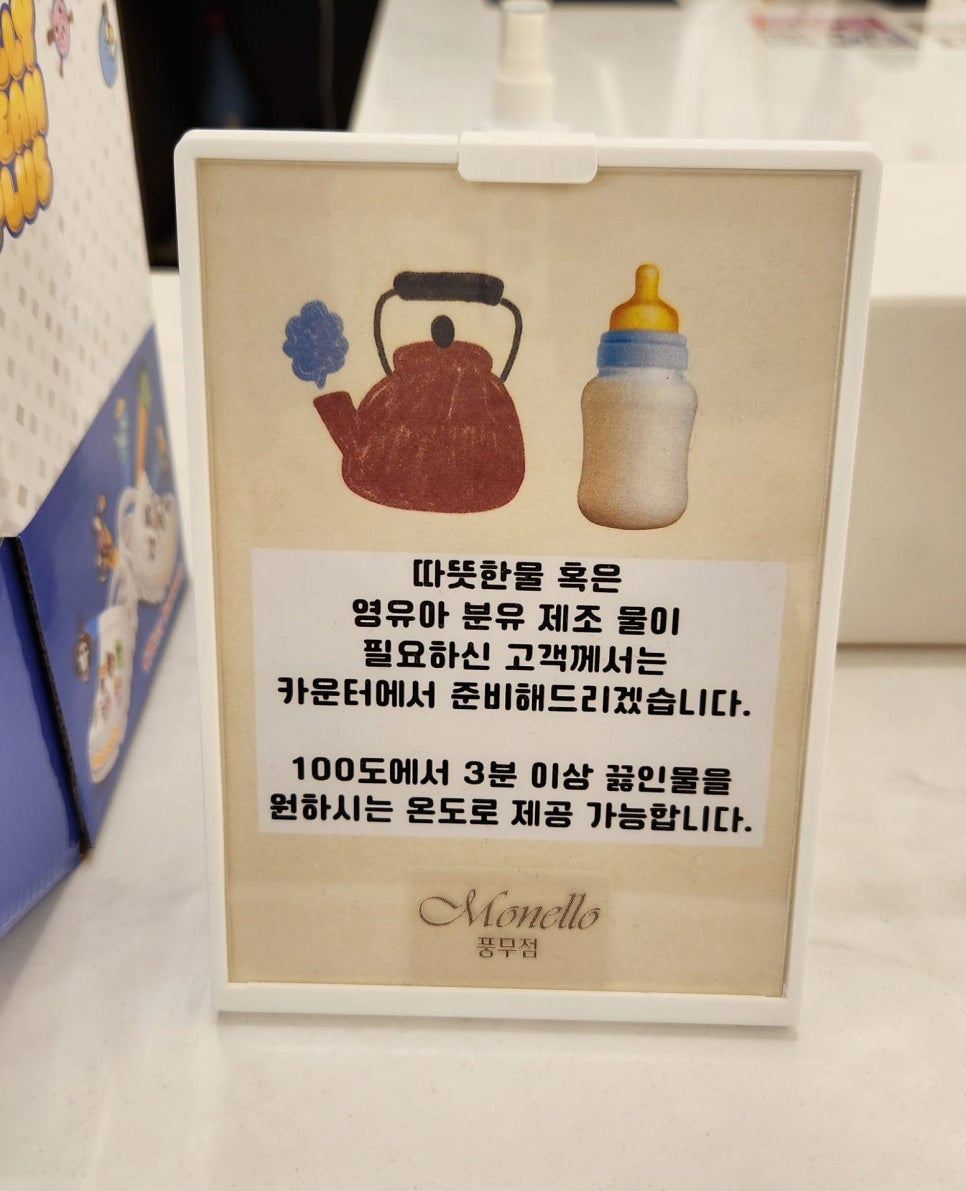 따뜻한물 혹은
영유아 분유 제조 물이
필요하신 고객께서는
카운터에서 준비해드리겠습니다.
100도에서 3분 이상 끓인물을
원하시는 온도로 제공 가능합니다.
Monello
풍무점